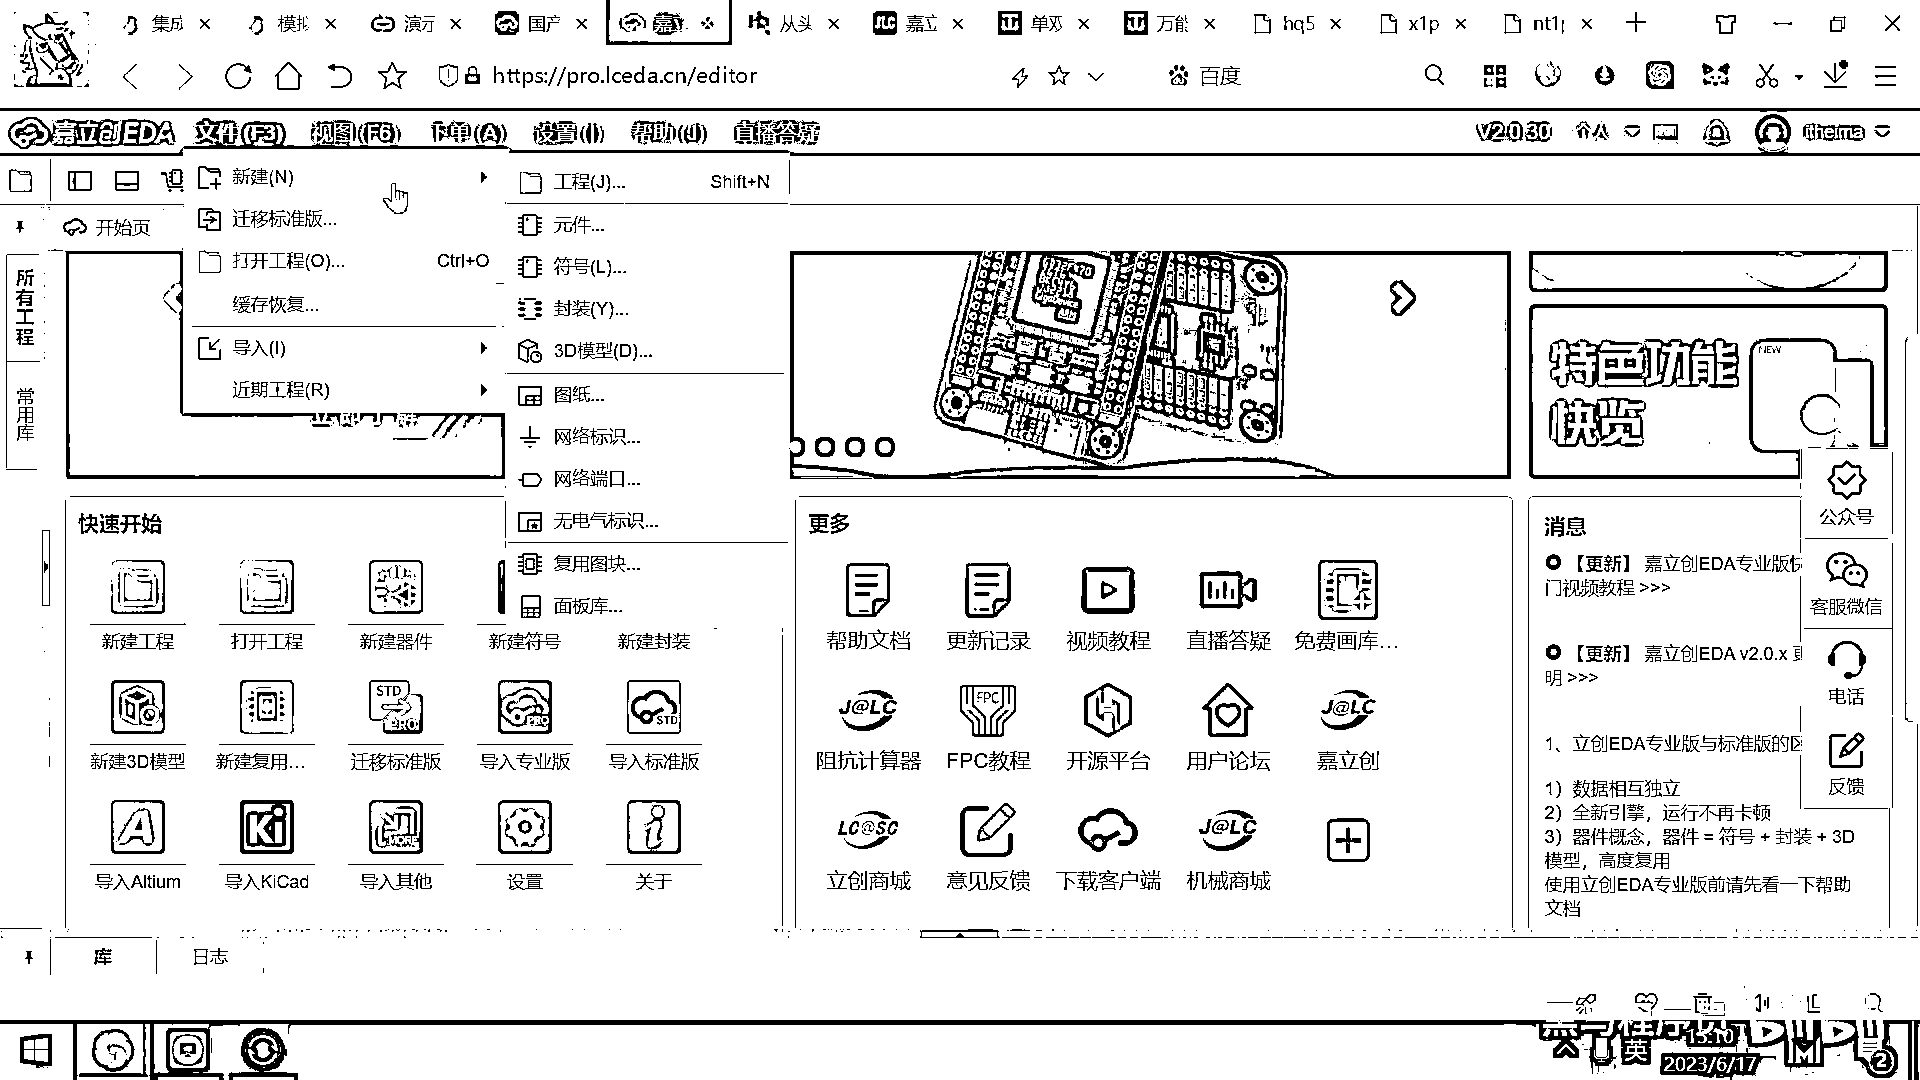 集成
模拟
演示
国产
嘉立
从头
嘉立
单双
万能
hq5
x1p
nt1p
https://pro.lceda.cn/editor
百度
嘉立创EDA 文件(F3) 视图(F6) 下单(A) 设置(I) 帮助(J) 直播答疑 V2.0.30 个人 itheima
新建(N)
迁移标准版...
打开工程(O)... Ctrl+O
缓存恢复...
导入(I)
近期工程(R)
工程(J)... Shift+N
元件...
符号(L)...
封装(Y)...
3D模型(D)...
图纸...
网络标识...
网络端口...
无电气标识...
复用图块...
面板库...
开始页
所有工程
常用库
立即了解
特色功能
快览
NEW
快速开始
新建工程 打开工程 新建器件 新建符号 新建封装
新建3D模型 新建复用... 迁移标准版 导入专业版 导入标准版
导入Altium 导入KiCad 导入其他 设置 关于
更多
帮助文档 更新记录 视频教程 直播答疑 免费画库...
阻抗计算器 FPC教程 开源平台 用户论坛 嘉立创
立创商城 意见反馈 下载客户端 机械商城
消息
【更新】 嘉立创EDA专业版快
门视频教程 >>>
【更新】 嘉立创EDA v2.0.x 更
明 >>>
1、立创EDA专业版与标准版的区
1）数据相互独立
2）全新引擎，运行不再卡顿
3）器件概念，器件 = 符号 + 封装 + 3D
模型，高度复用
使用立创EDA专业版前请先看一下帮助
文档
公众号
客服微信
电话
反馈
库 日志
英
15:10
2023/6/17
2